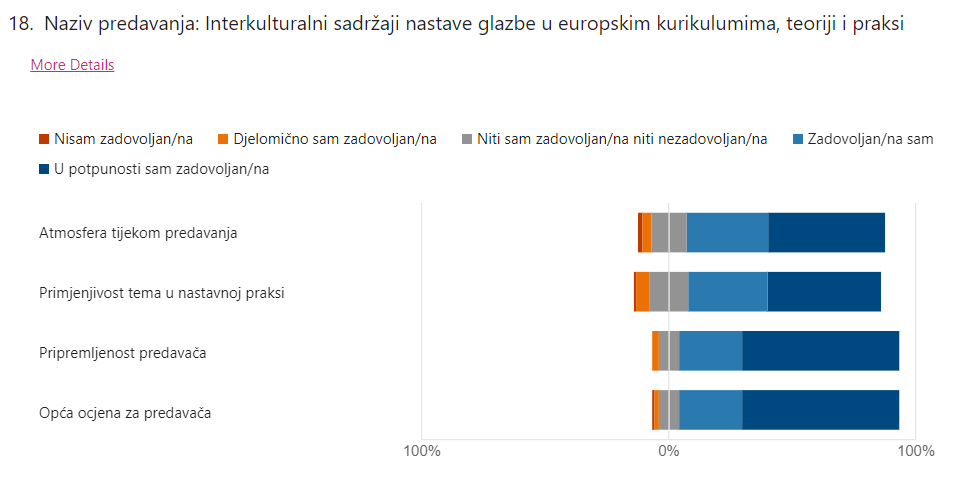 18. Naziv predavanja: Interkulturalni sadržaji nastave glazbe u europskim kurikulumima, teoriji i praksi
More Details
Nisam zadovoljan/na Djelomično sam zadovoljan/na Niti sam zadovoljan/na niti nezadovoljan/na Zadovoljan/na sam
U potpunosti sam zadovoljan/na
Atmosfera tijekom predavanja
Primjenjivost tema u nastavnoj praksi
Pripremljenost predavača
Opća ocjena za predavača
100% 0% 100%